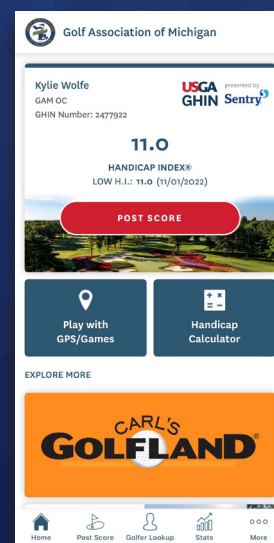 Golf Association of Michigan
Kylie Wolfe
GAM OC
GHIN Number: 2477922
USGA
GHIN
presented by
Sentry
11.0
HANDICAP INDEX®
LOW H.I.: 11.0 (11/01/2022)
POST SCORE
Play with
GPS/Games
Handicap
Calculator
EXPLORE MORE
CARL'S
GOLFLAND
Home
Post Score
Golfer Lookup
Stats
More